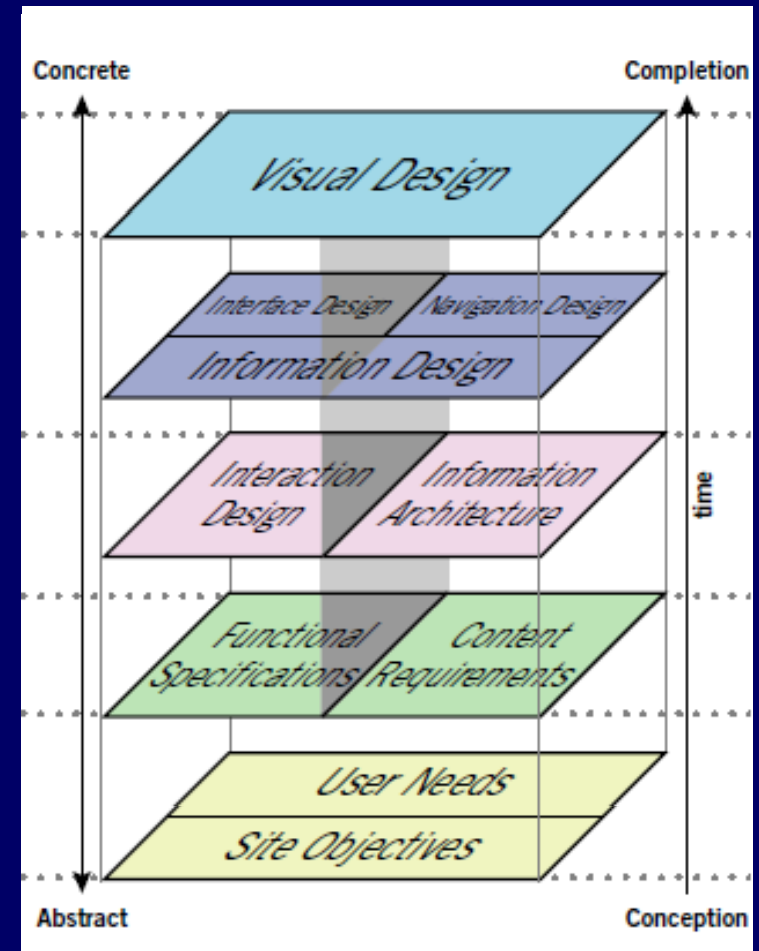 Concrete
Completion
Visual Design
Interface Design
Navigation Design
Information Design
Interaction
Design
Information
Architecture
time
Functional
Specifications
Content
Requirements
User Needs
Site Objectives
Abstract
Conception